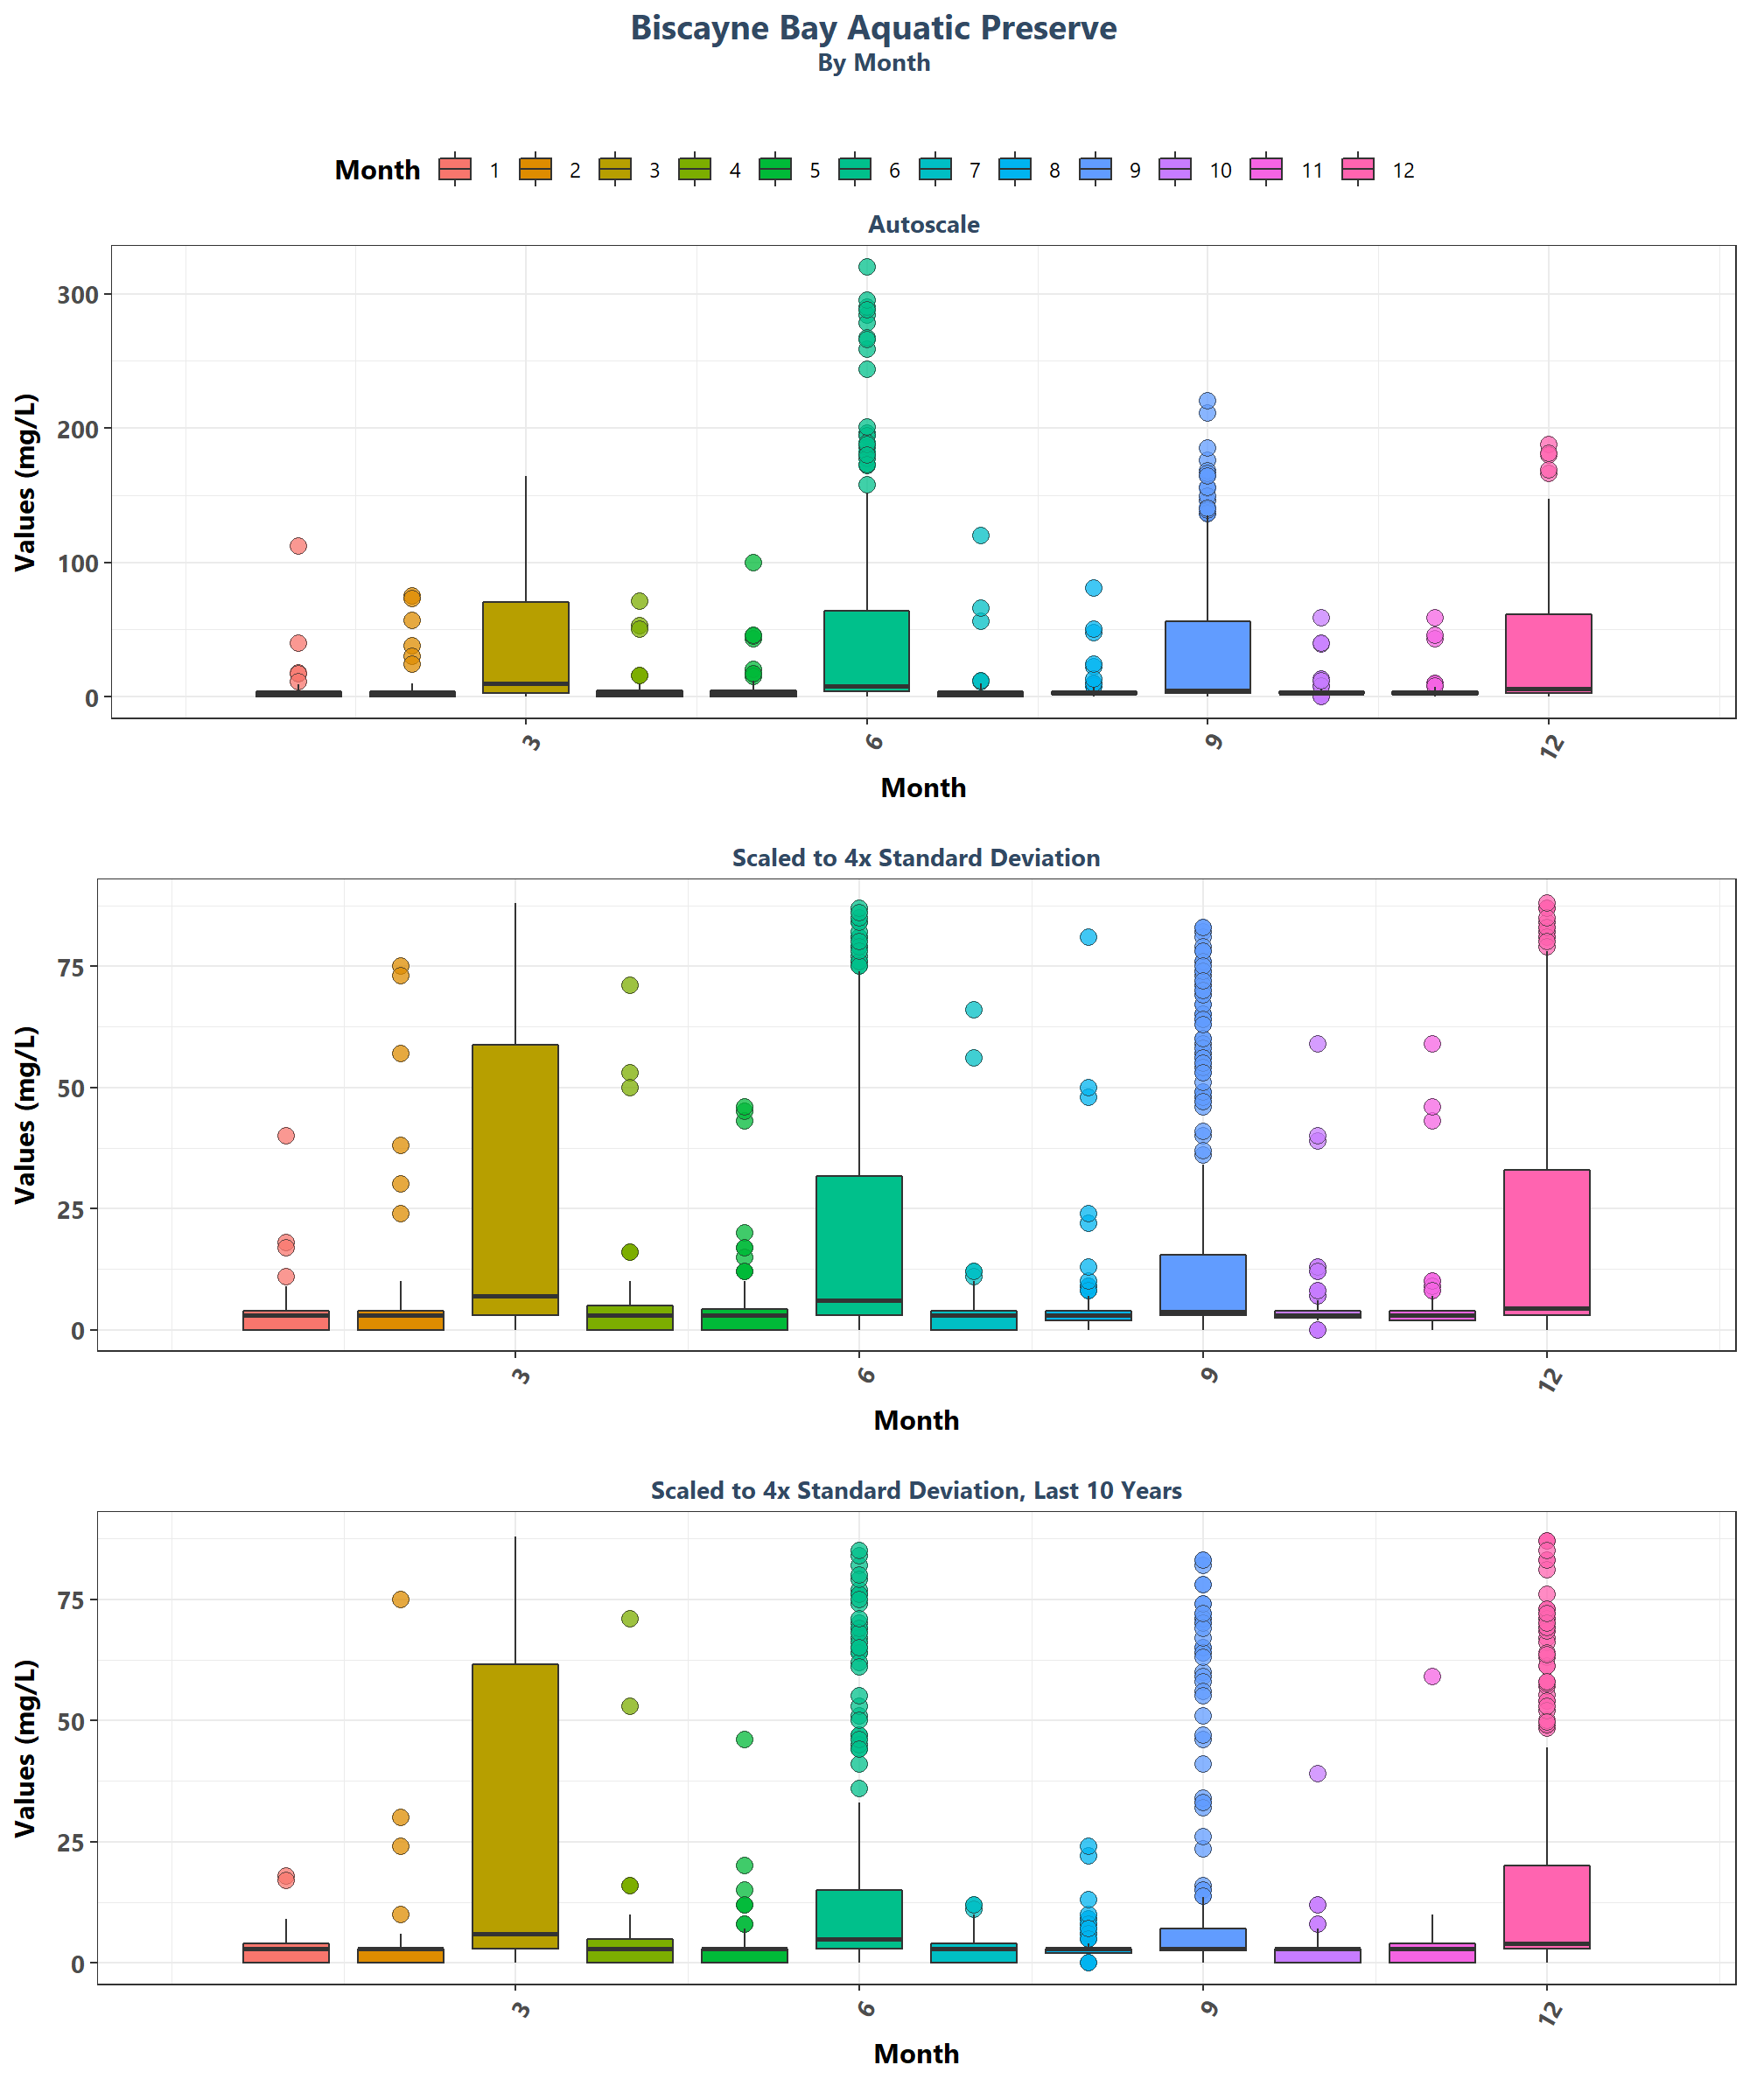 Biscayne Bay Aquatic Preserve
By Month
Month 1 2 3 4 5 6 7 8 9 10 11 12
Autoscale
Values (mg/L)
300
200
100
0
3 6 9 12
Month
Scaled to 4x Standard Deviation
Values (mg/L)
75
50
25
0
3 6 9 12
Month
Scaled to 4x Standard Deviation, Last 10 Years
Values (mg/L)
75
50
25
0
3 6 9 12
Month